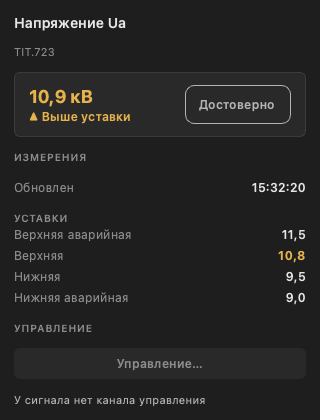 Напряжение Ua
TIT.723
10,9 кВ
▲ Выше уставки
Достоверно
ИЗМЕРЕНИЯ
Обновлен 15:32:20
УСТАВКИ
Верхняя аварийная 11,5
Верхняя 10,8
Нижняя 9,5
Нижняя аварийная 9,0
УПРАВЛЕНИЕ
Управление...
У сигнала нет канала управления